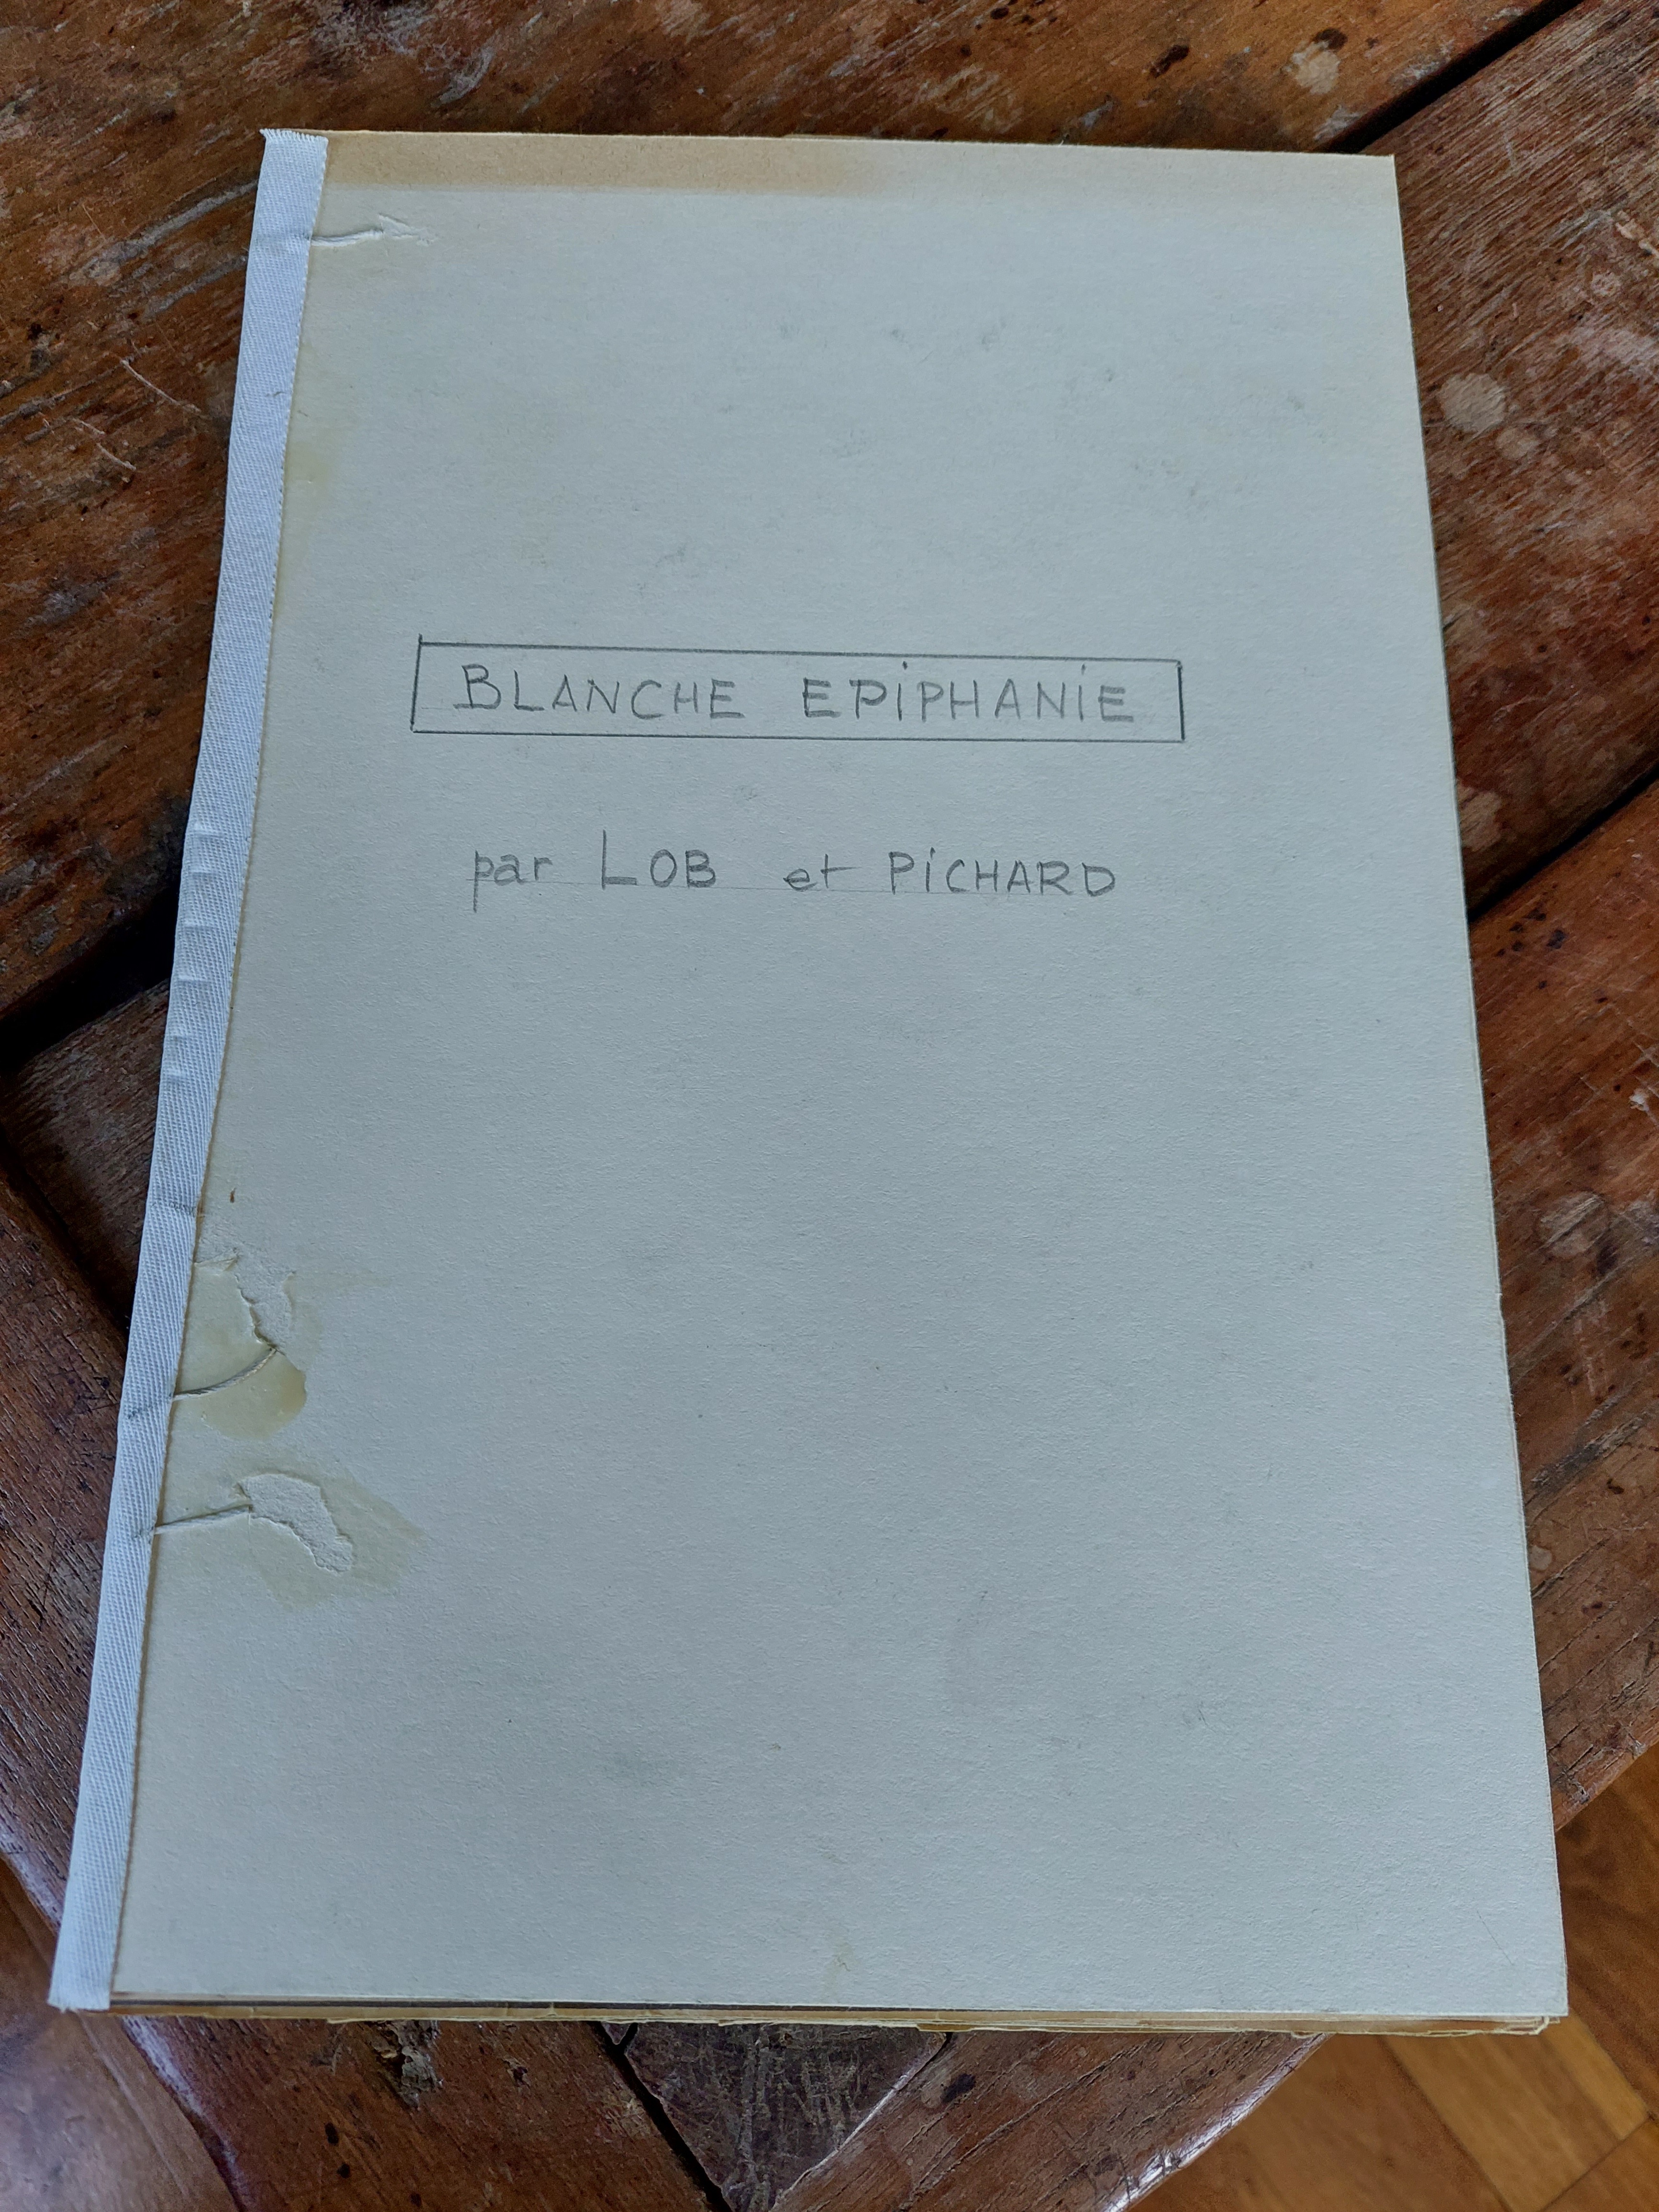 BLANCHE EPIPHANIE
par LOB et PICHARD